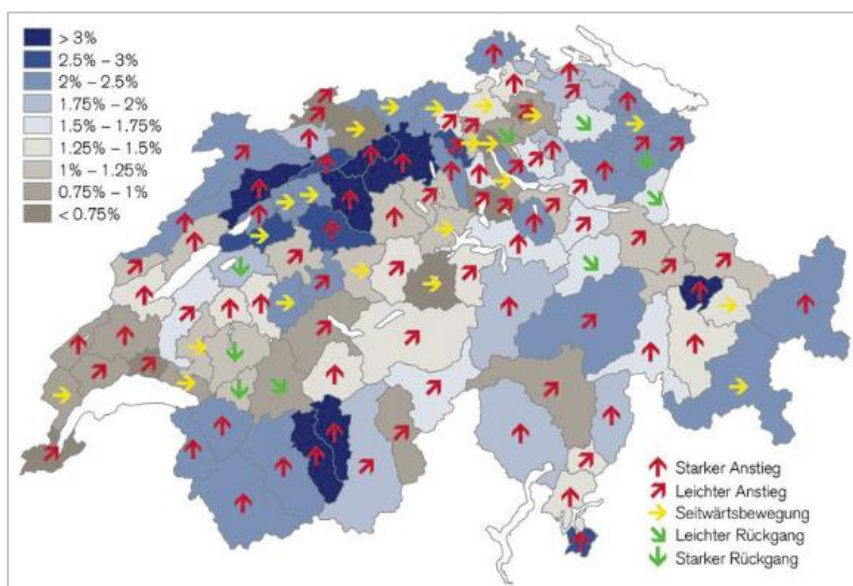 > 3%
2.5% – 3%
2% – 2.5%
1.75% – 2%
1.5% – 1.75%
1.25% – 1.5%
1% – 1.25%
0.75% – 1%
< 0.75%
Starker Anstieg
Leichter Anstieg
Seitwärtsbewegung
Leichter Rückgang
Starker Rückgang